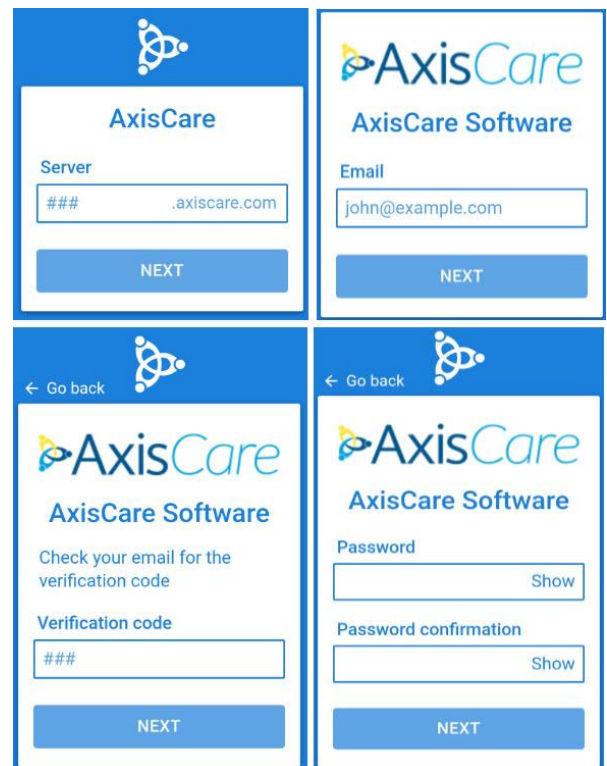 AxisCare
Server
### .axiscare.com
NEXT
AxisCare
AxisCare Software
Email
john@example.com
NEXT
← Go back
AxisCare
AxisCare Software
Check your email for the
verification code
Verification code
###
NEXT
← Go back
AxisCare
AxisCare Software
Password
Show
Password confirmation
Show
NEXT